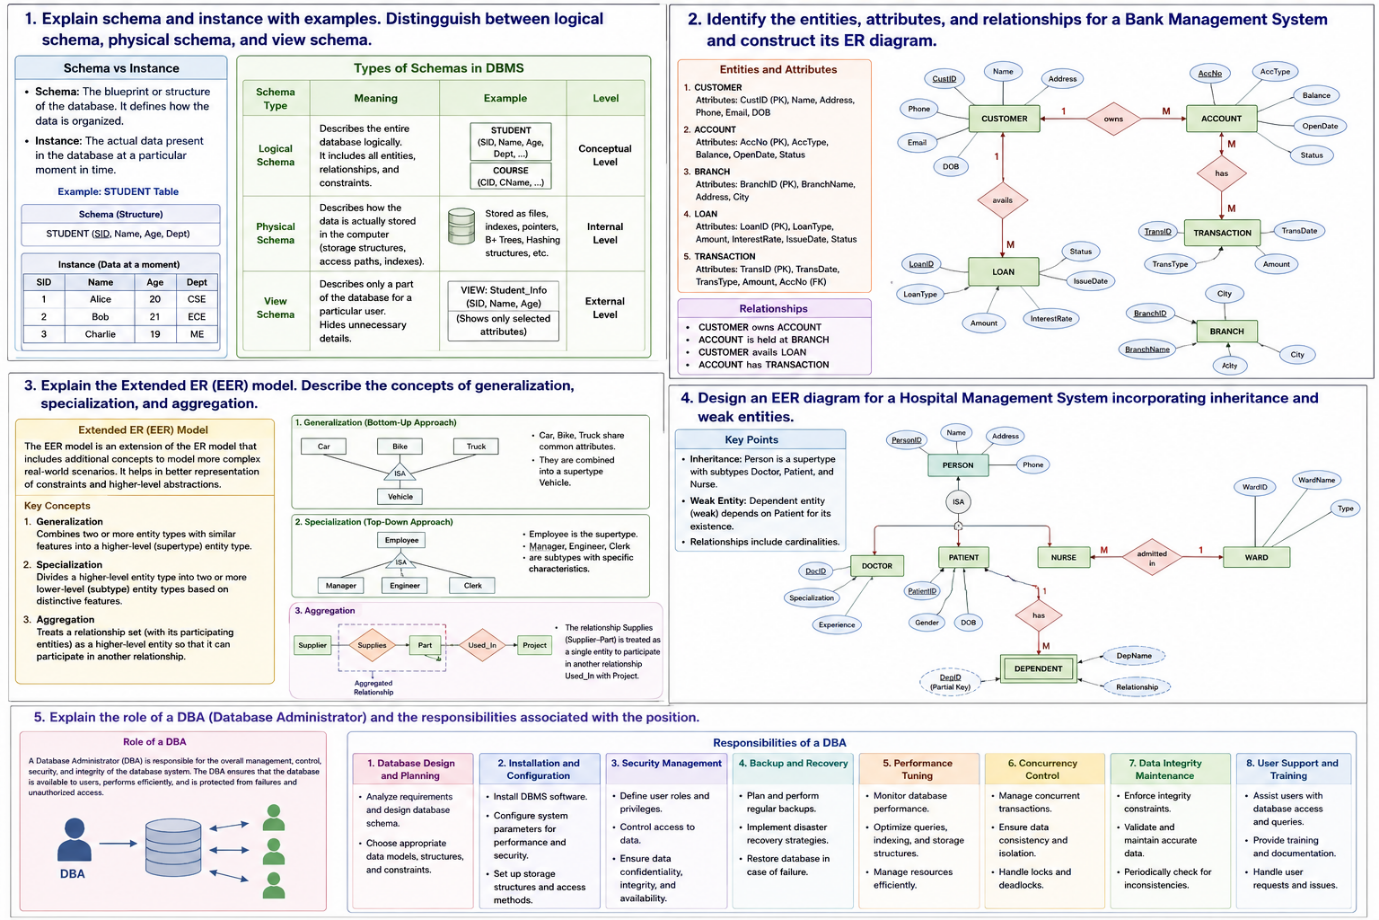 1. Explain schema and instance with examples. Distingguish between logical
schema, physical schema, and view schema.
Schema vs Instance
• Schema: The blueprint or structure
of the database. It defines how the
data is organized.
• Instance: The actual data present
in the database at a particular
moment in time.
Example: STUDENT Table
Schema (Structure)
STUDENT (SID, Name, Age, Dept)
Instance (Data at a moment)
SID Name Age Dept
1 Alice 20 CSE
2 Bob 21 ECE
3 Charlie 19 ME
Types of Schemas in DBMS
Schema
Type
Meaning
Example
Level
Logical
Schema
Describes the entire
database logically.
It includes all entities,
relationships, and
constraints.
STUDENT
(SID, Name, Age,
Dept, ...)
COURSE
(CID, CName, ...)
Conceptual
Level
Physical
Schema
Describes how the
data is actually stored
in the computer
(storage structures,
access paths, indexes).
Stored as files,
indexes, pointers,
B+ Trees, Hashing
structures, etc.
Internal
Level
View
Schema
Describes only a part
of the database for a
particular user.
Hides unnecessary
details.
VIEW: Student_Info
(SID, Name, Age)
(Shows only selected
attributes)
External
Level
2. Identify the entities, attributes, and relationships for a Bank Management System
and construct its ER diagram.
Entities and Attributes
1. CUSTOMER
Attributes: CustID (PK), Name, Address,
Phone, Email, DOB
2. ACCOUNT
Attributes: AccNo (PK), AccType,
Balance, OpenDate, Status
3. BRANCH
Attributes: BranchID (PK), BranchName,
Address, City
4. LOAN
Attributes: LoanID (PK), LoanType,
Amount, InterestRate, IssueDate, Status
5. TRANSACTION
Attributes: TransID (PK), TransDate,
TransType, Amount, AccNo (FK)
Relationships
• CUSTOMER owns ACCOUNT
• ACCOUNT is held at BRANCH
• CUSTOMER avails LOAN
• ACCOUNT has TRANSACTION
CustID
Name
Address
Phone
Email
DOB
CUSTOMER
1
owns
M
AccNo
AccType
Balance
OpenDate
Status
ACCOUNT
1
avails
M
M
has
M
LoanID
LoanType
LOAN
Status
IssueDate
InterestRate
Amount
TransID
TransDate
TRANSACTION
TransType
Amount
City
BranchID
BRANCH
BranchName
City
3. Explain the Extended ER (EER) model. Describe the concepts of generalization,
specialization, and aggregation.
Extended ER (EER) Model
The EER model is an extension of the ER model that
includes additional concepts to model more complex
real-world scenarios. It helps in better representation
of constraints and higher-level abstractions.
Key Concepts
1. Generalization
Combines two or more entity types with similar
features into a higher-level (supertype) entity type.
2. Specialization
Divides a higher-level entity type into two or more
lower-level (subtype) entity types based on
distinctive features.
3. Aggregation
Treats a relationship set (with its participating
entities) as a higher-level entity so that it can
participate in another relationship.
1. Generalization (Bottom-Up Approach)
Car
Bike
Truck
ISA
Vehicle
• Car, Bike, Truck share
common attributes.
• They are combined
into a supertype
Vehicle.
2. Specialization (Top-Down Approach)
Employee
ISA
Manager
Engineer
Clerk
• Employee is the supertype.
• Manager, Engineer, Clerk
• are subtypes with specific
characteristics.
3. Aggregation
Supplier
Supplies
Part
Used_In
Project
Aggregated
Relationship
• The relationship Supplies
(Supplier–Part) is treated as
a single entity to participate
in another relationship
Used_In with Project.
4. Design an EER diagram for a Hospital Management System incorporating inheritance and
weak entities.
Key Points
• Inheritance: Person is a supertype
with subtypes Doctor, Patient, and
Nurse.
• Weak Entity: Dependent entity
(weak) depends on Patient for its
existence.
• Relationships include cardinalities.
PersonID
Name
Address
Phone
PERSON
ISA
DOCTOR
PATIENT
NURSE
M
admitted
in
1
WARD
WardID
WardName
Type
DocID
Specialization
Experience
PatientID
Gender
DOB
1
has
M
DEPENDENT
DepID
(Partial Key)
DepName
Relationship
5. Explain the role of a DBA (Database Administrator) and the responsibilities associated with the position.
Role of a DBA
A Database Administrator (DBA) is responsible for the overall management, control,
security, and integrity of the database system. The DBA ensures that the database
is available to users, performs efficiently, and is protected from failures and
unauthorized access.
DBA
Responsibilities of a DBA
1. Database Design
and Planning
• Analyze requirements
and design database
schema.
• Choose appropriate
data models, structures,
and constraints.
2. Installation and
Configuration
• Install DBMS software.
• Configure system
parameters for
performance and
security.
• Set up storage
structures and access
methods.
3. Security Management
• Define user roles and
privileges.
• Control access to
data.
• Ensure data
confidentiality,
integrity, and
availability.
4. Backup and Recovery
• Plan and perform
regular backups.
• Implement disaster
recovery strategies.
• Restore database in
case of failure.
5. Performance
Tuning
• Monitor database
performance.
• Optimize queries,
indexing, and storage
structures.
• Manage resources
efficiently.
6. Concurrency
Control
• Manage concurrent
transactions.
• Ensure data
consistency and
isolation.
• Handle locks and
deadlocks.
7. Data Integrity
Maintenance
• Enforce integrity
constraints.
• Validate and
maintain accurate
data.
• Periodically check for
inconsistencies.
8. User Support and
Training
• Assist users with
database access
and queries.
• Provide training
and documentation.
• Handle user
requests and issues.